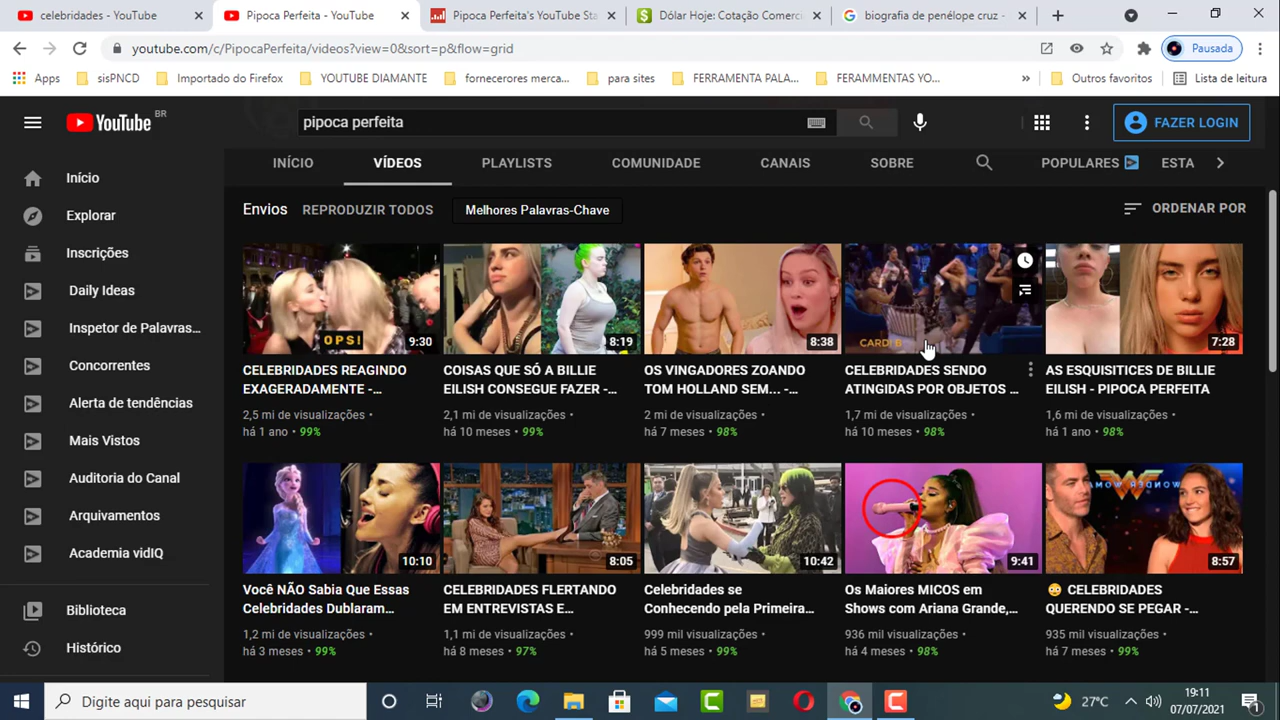 celebridades - YouTube
Pipoca Perfeita - YouTube
Pipoca Perfeita's YouTube Sta
Dólar Hoje: Cotação Comerci
biografia de penélope cruz -
youtube.com/c/PipocaPerfeita/videos?view=0&sort=p&flow=grid
Pausada
Apps
sisPNCD
Importado do Firefox
YOUTUBE DIAMANTE
fornecerores merca...
para sites
FERRAMENTA PALA...
FERAMMENTAS YO...
Outros favoritos
Lista de leitura
YouTube BR
pipoca perfeita
FAZER LOGIN
INÍCIO
VÍDEOS
PLAYLISTS
COMUNIDADE
CANAIS
SOBRE
POPULARES
ESTA
Início
Explorar
Inscrições
Daily Ideas
Inspetor de Palavras...
Concorrentes
Alerta de tendências
Mais Vistos
Auditoria do Canal
Arquivamentos
Academia vidIQ
Biblioteca
Histórico
Envios
REPRODUZIR TODOS
Melhores Palavras-Chave
ORDENAR POR
OPS!
9:30
CELEBRIDADES REAGINDO
EXAGERADAMENTE -...
2,5 mi de visualizações •
há 1 ano • 99%
8:19
COISAS QUE SÓ A BILLIE
EILISH CONSEGUE FAZER -...
2,1 mi de visualizações •
há 10 meses • 99%
8:38
OS VINGADORES ZOANDO
TOM HOLLAND SEM... -...
2 mi de visualizações •
há 7 meses • 98%
CARDI B
CELEBRIDADES SENDO
ATINGIDAS POR OBJETOS ...
1,7 mi de visualizações •
há 10 meses • 98%
7:28
AS ESQUISITICES DE BILLIE
EILISH - PIPOCA PERFEITA
1,6 mi de visualizações •
há 1 ano • 98%
10:10
Você NÃO Sabia Que Essas
Celebridades Dublaram...
1,2 mi de visualizações •
há 3 meses • 99%
8:05
CELEBRIDADES FLERTANDO
EM ENTREVISTAS E...
1,1 mi de visualizações •
há 8 meses • 97%
10:42
Celebridades se
Conhecendo pela Primeira...
999 mil visualizações •
há 5 meses • 99%
9:41
Os Maiores MICOS em
Shows com Ariana Grande,...
936 mil visualizações •
há 4 meses • 98%
WONDER WOMA
8:57
😳 CELEBRIDADES
QUERENDO SE PEGAR -...
935 mil visualizações •
há 7 meses • 99%
Digite aqui para pesquisar
27°C
19:11
07/07/2021
1